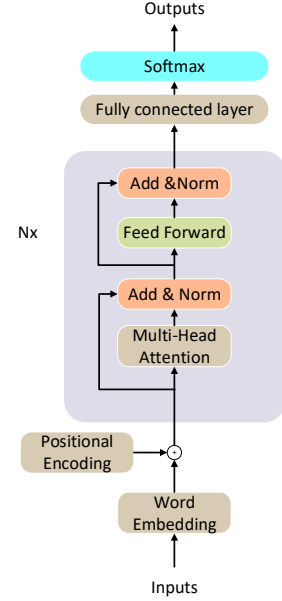 Outputs
Softmax
Fully connected layer
Add &Norm
Nx
Feed Forward
Add & Norm
Multi-Head
Attention
Positional
Encoding
+
Word
Embedding
Inputs